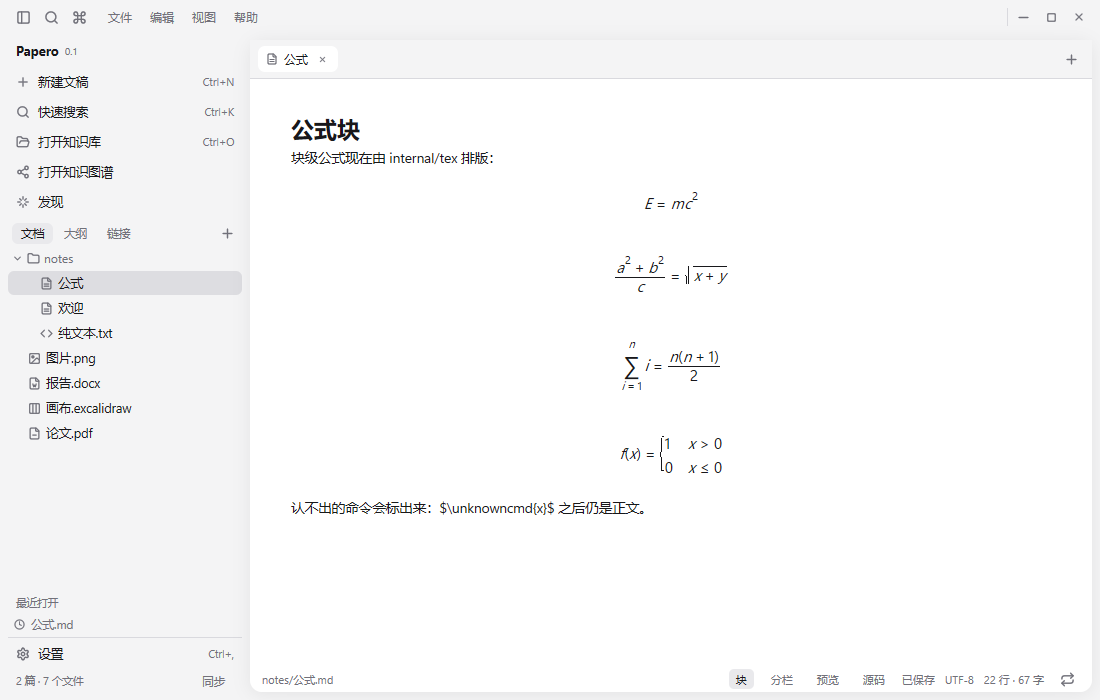 文件 编辑 视图 帮助
Papero 0.1
新建文稿 Ctrl+N
快速搜索 Ctrl+K
打开知识库 Ctrl+O
打开知识图谱
发现
文档 大纲 链接
notes
公式
欢迎
纯文本.txt
图片.png
报告.docx
画布.excalidraw
论文.pdf
最近打开
公式.md
设置 Ctrl+,
2 篇 · 7 个文件 同步
公式
公式块
块级公式现在由 internal/tex 排版：
E = mc²
(a² + b²)/c = √(x + y)
∑_{i = 1}^{n} i = n(n + 1)/2
f(x) = { 1 x > 0
0 x ≤ 0
认不出的命令会标出来：$\unknowncmd{x}$ 之后仍是正文。
notes/公式.md 块 分栏 预览 源码 已保存 UTF-8 22 行 · 67 字